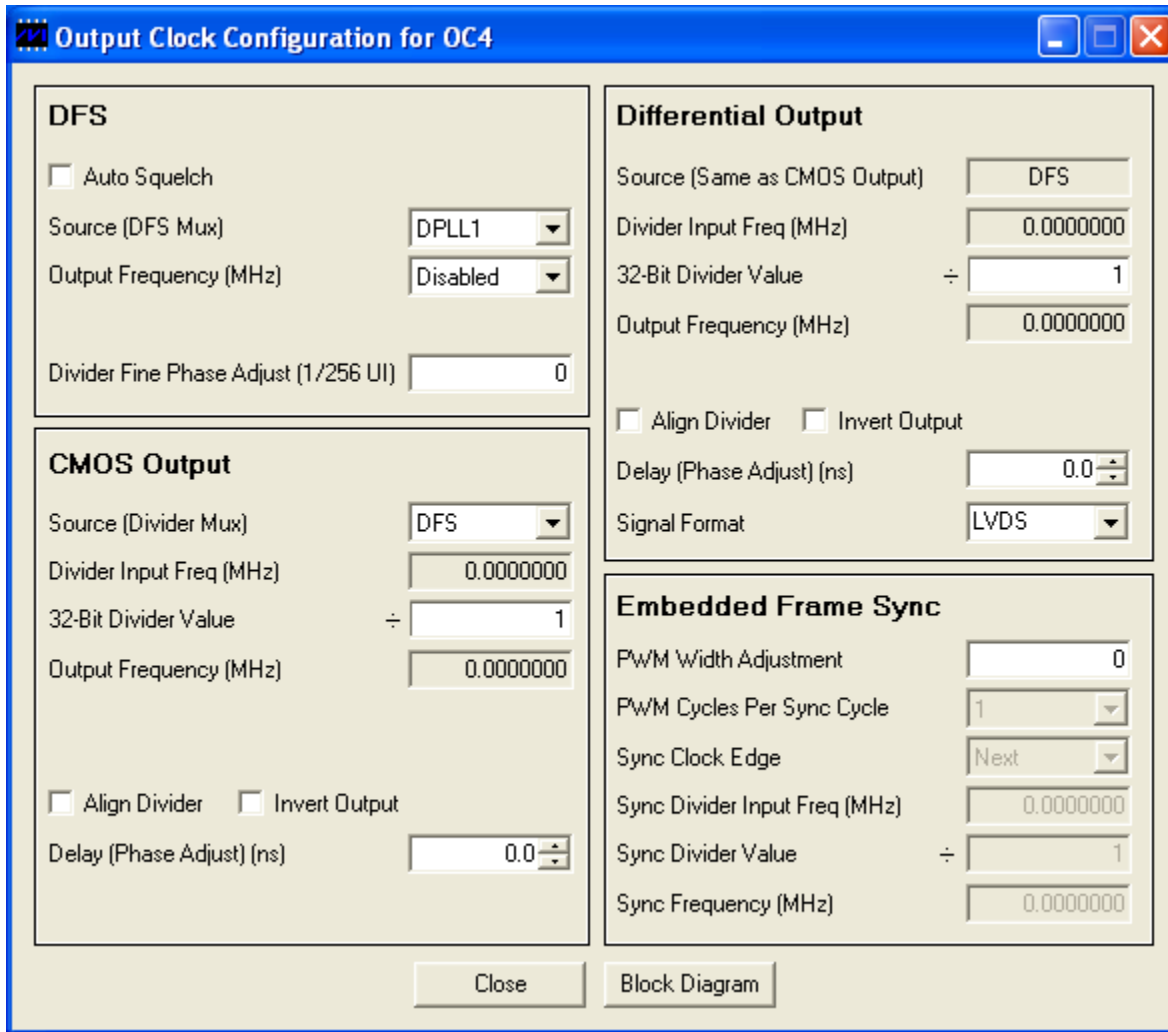 Output Clock Configuration for OC4
DFS
Auto Squelch
Source (DFS Mux) DPLL1
Output Frequency (MHz) Disabled
Divider Fine Phase Adjust (1/256 UI) 0
CMOS Output
Source (Divider Mux) DFS
Divider Input Freq (MHz) 0.0000000
32-Bit Divider Value ÷ 1
Output Frequency (MHz) 0.0000000
Align Divider Invert Output
Delay (Phase Adjust) (ns) 0.0
Differential Output
Source (Same as CMOS Output) DFS
Divider Input Freq (MHz) 0.0000000
32-Bit Divider Value ÷ 1
Output Frequency (MHz) 0.0000000
Align Divider Invert Output
Delay (Phase Adjust) (ns) 0.0
Signal Format LVDS
Embedded Frame Sync
PWM Width Adjustment 0
PWM Cycles Per Sync Cycle 1
Sync Clock Edge Next
Sync Divider Input Freq (MHz) 0.0000000
Sync Divider Value ÷ 1
Sync Frequency (MHz) 0.0000000
Close Block Diagram